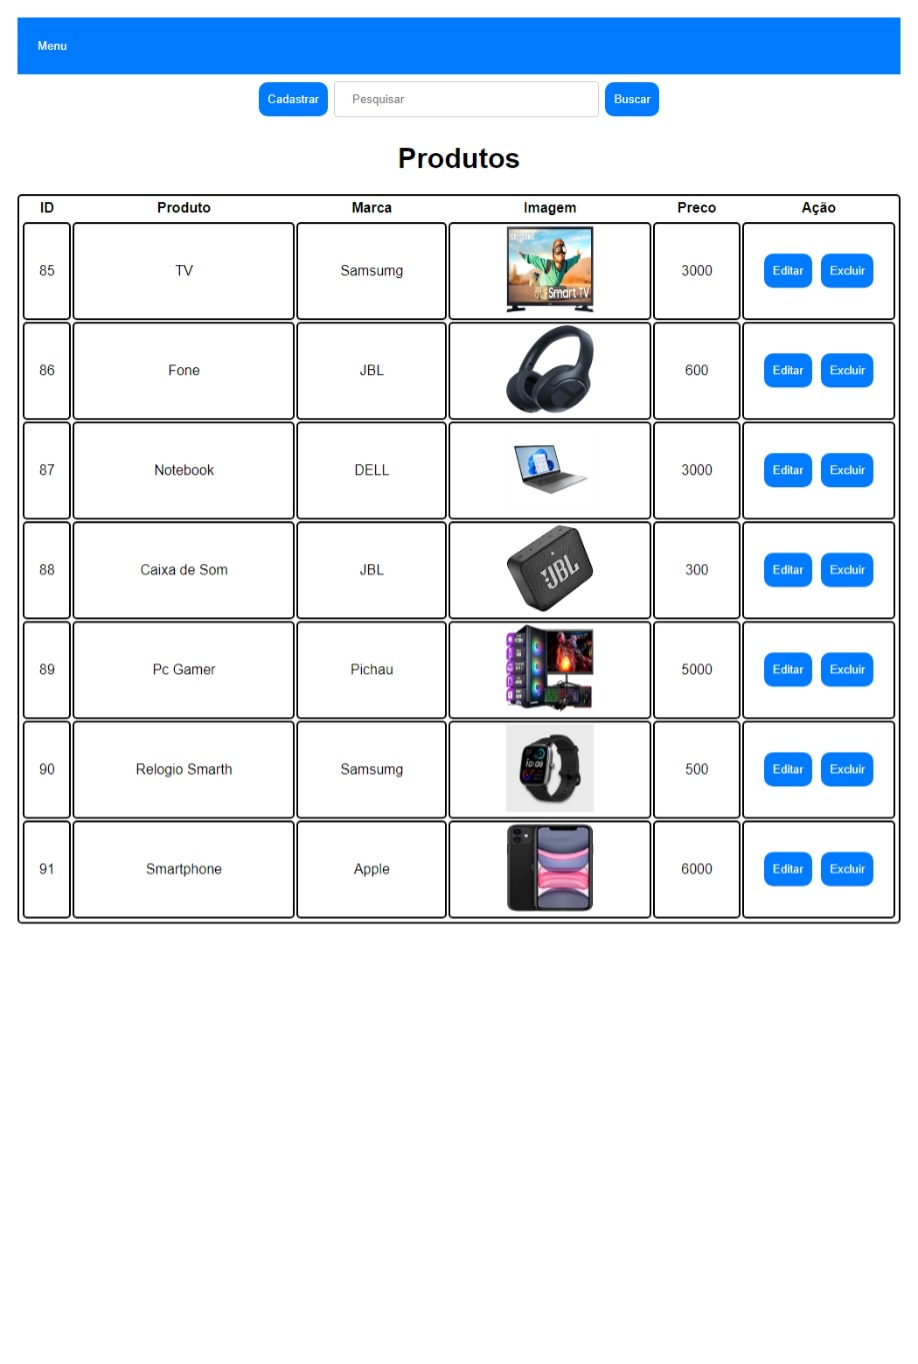 Menu
Cadastrar Pesquisar Buscar
Produtos
ID Produto Marca Imagem Preco Ação
85 TV Samsumg Smart TV 3000 Editar Excluir
86 Fone JBL 600 Editar Excluir
87 Notebook DELL 3000 Editar Excluir
88 Caixa de Som JBL JBL 300 Editar Excluir
89 Pc Gamer Pichau 5000 Editar Excluir
90 Relogio Smarth Samsumg 10:09 500 Editar Excluir
91 Smartphone Apple 6000 Editar Excluir